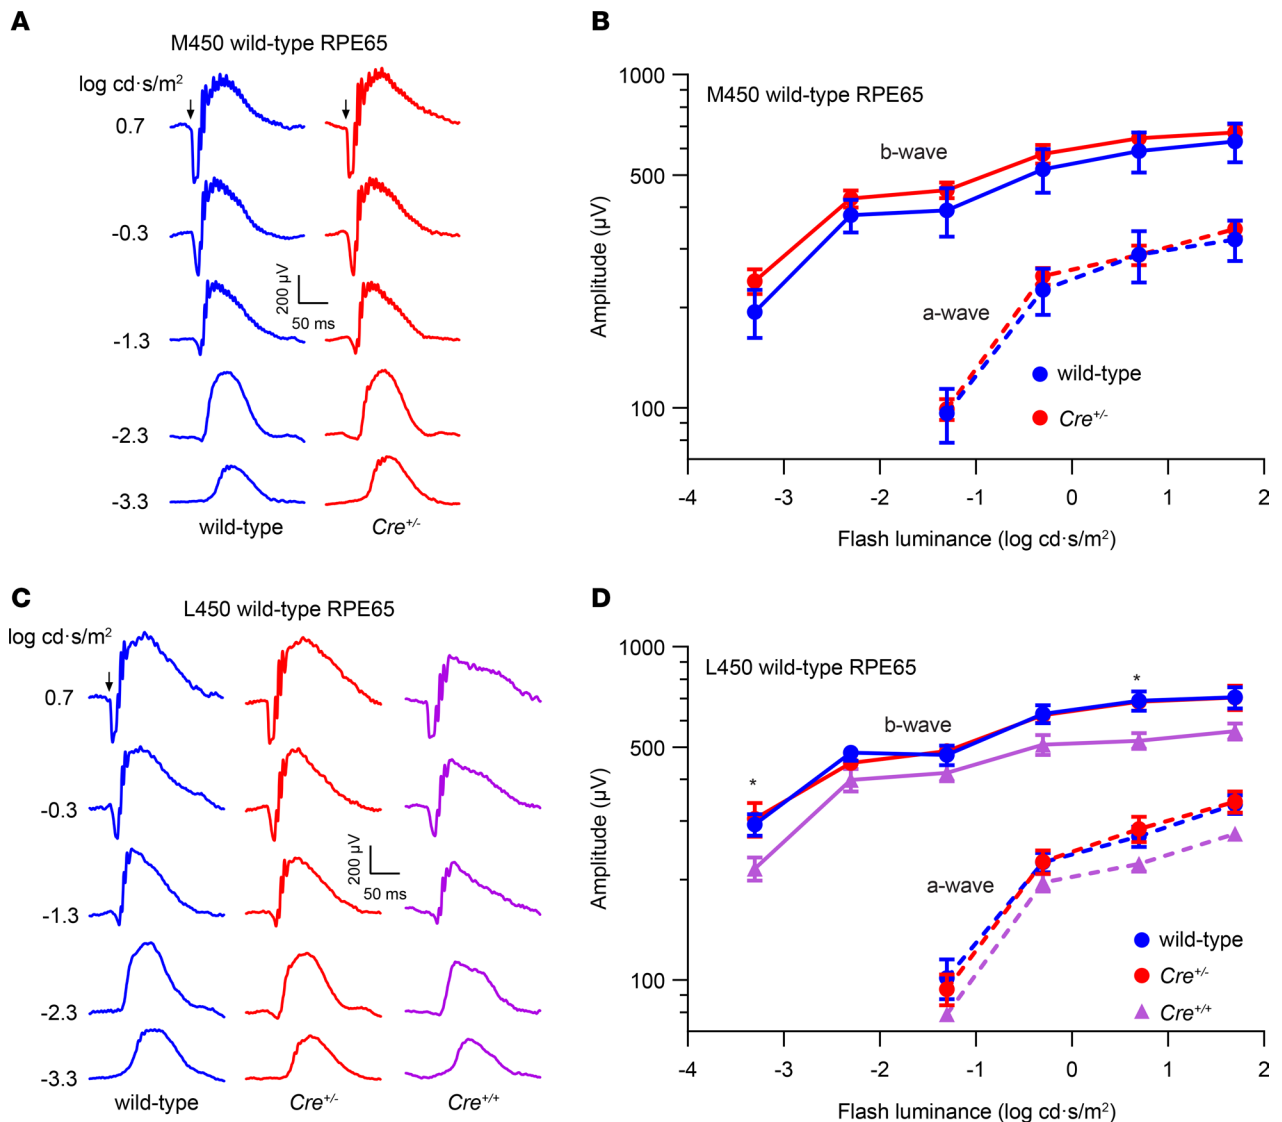 A
M450 wild-type RPE65
log cd·s/m²
0.7
-0.3
200 µV
50 ms
-1.3
-2.3
-3.3
wild-type
Cre⁺/⁻
B
M450 wild-type RPE65
1000
500
100
Amplitude (µV)
b-wave
a-wave
wild-type
Cre⁺/⁻
-4 -3 -2 -1 0 1 2
Flash luminance (log cd·s/m²)
C
L450 wild-type RPE65
log cd·s/m²
0.7
-0.3
200 µV
50 ms
-1.3
-2.3
-3.3
wild-type
Cre⁺/⁻
Cre⁺/⁺
D
L450 wild-type RPE65
1000
500
100
Amplitude (µV)
*
*
b-wave
a-wave
wild-type
Cre⁺/⁻
Cre⁺/⁺
-4 -3 -2 -1 0 1 2
Flash luminance (log cd·s/m²)